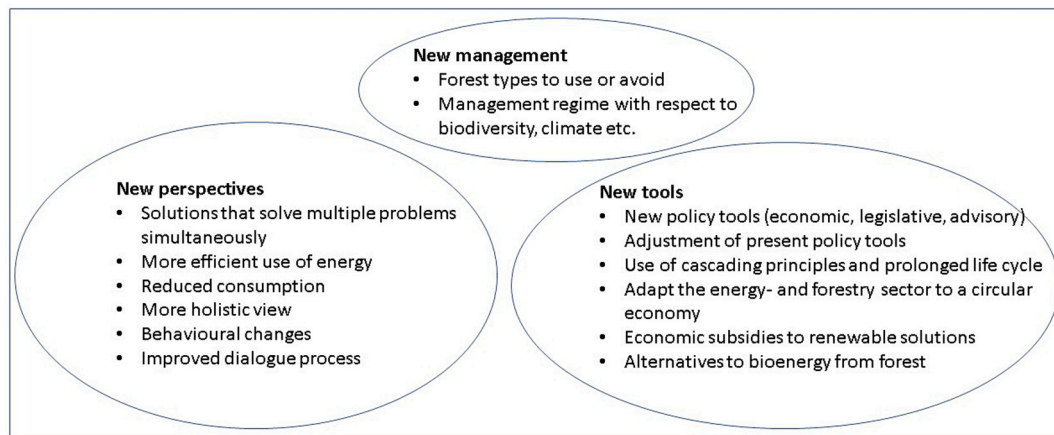 New management
• Forest types to use or avoid
• Management regime with respect to
biodiversity, climate etc.
New perspectives
• Solutions that solve multiple problems
simultaneously
• More efficient use of energy
• Reduced consumption
• More holistic view
• Behavioural changes
• Improved dialogue process
New tools
• New policy tools (economic, legislative, advisory)
• Adjustment of present policy tools
• Use of cascading principles and prolonged life cycle
• Adapt the energy- and forestry sector to a circular
economy
• Economic subsidies to renewable solutions
• Alternatives to bioenergy from forest